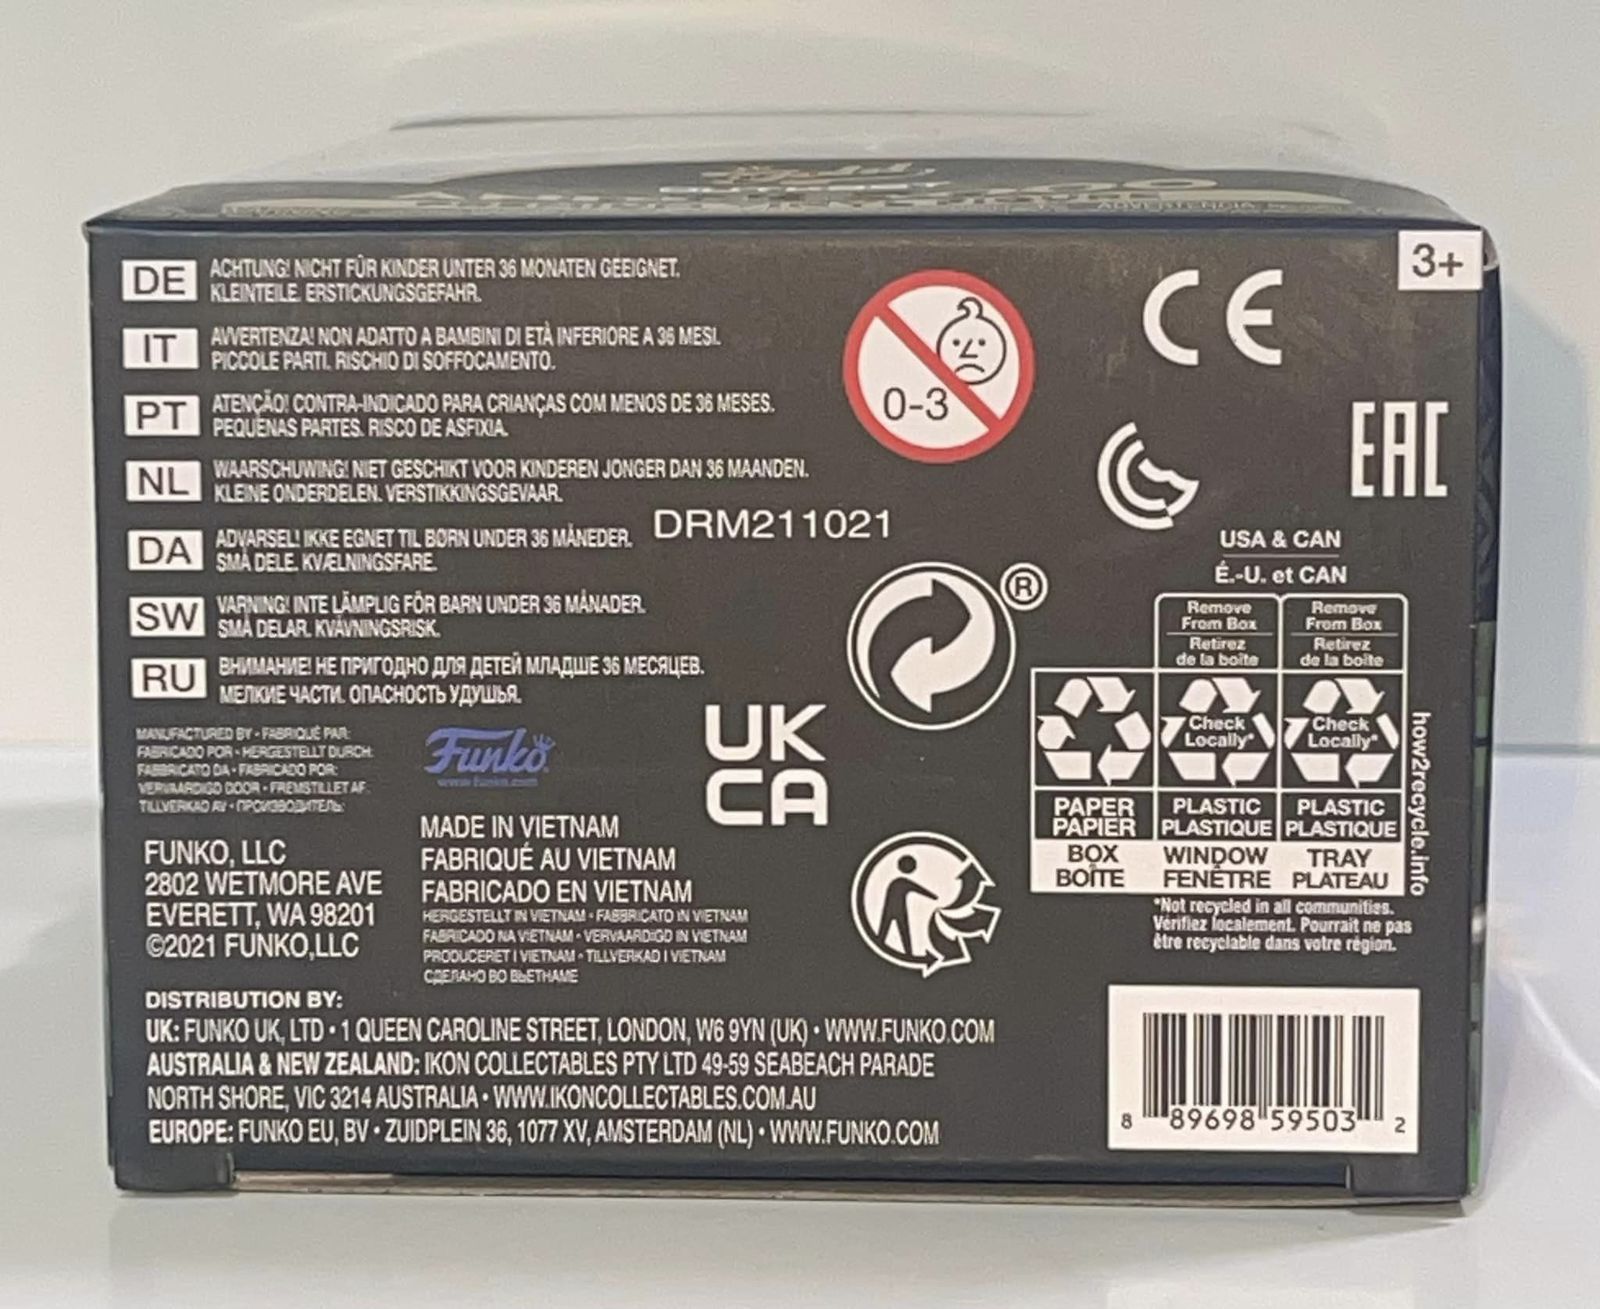 3+
DE
ACHTUNG! NICHT FÜR KINDER UNTER 36 MONATEN GEEIGNET.
KLEINTEILE. ERSTICKUNGSGEFAHR.
IT
AVVERTENZA! NON ADATTO A BAMBINI DI ETÀ INFERIORE A 36 MESI.
PICCOLE PARTI. RISCHIO DI SOFFOCAMENTO.
PT
ATENÇÃO! CONTRA-INDICADO PARA CRIANÇAS COM MENOS DE 36 MESES.
PEQUENAS PARTES. RISCO DE ASFIXIA.
NL
WAARSCHUWING! NIET GESCHIKT VOOR KINDEREN JONGER DAN 36 MAANDEN.
KLEINE ONDERDELEN. VERSTIKKINGSGEVAAR.
DA
ADVARSEL! IKKE EGNET TIL BØRN UNDER 36 MÅNEDER.
SMÅ DELE. KVÆLNINGSFARE.
SW
VARNING! INTE LÄMPLIG FÖR BARN UNDER 36 MÅNADER.
SMÅ DELAR. KVÄVNINGSRISK.
RU
ВНИМАНИЕ! НЕ ПРИГОДНО ДЛЯ ДЕТЕЙ МЛАДШЕ 36 МЕСЯЦЕВ.
МЕЛКИЕ ЧАСТИ. ОПАСНОСТЬ УДУШЬЯ.
0-3
CE
EAC
DRM211021
®
UK
CA
MANUFACTURED BY • FABRIQUÉ PAR:
FABRICADO POR • HERGESTELLT DURCH:
FABBRICATO DA • FABRICADO POR:
VERVAARDIGD DOOR • FREMSTILLET AF:
TILLVERKAD AV • ПРОИЗВОДИТЕЛЬ:
FUNKO, LLC
2802 WETMORE AVE
EVERETT, WA 98201
©2021 FUNKO,LLC
Funko
www.funko.com
MADE IN VIETNAM
FABRIQUÉ AU VIETNAM
FABRICADO EN VIETNAM
HERGESTELLT IN VIETNAM • FABBRICATO IN VIETNAM
FABRICADO NA VIETNAM • VERVAARDIGD IN VIETNAM
PRODUCERET I VIETNAM • TILLVERKAD I VIETNAM
СДЕЛАНО ВО ВЬЕТНАМЕ
USA & CAN
É.-U. et CAN
Remove
From Box
Retirez
de la boîte
Remove
From Box
Retirez
de la boîte
Check
Locally*
Check
Locally*
PAPER
PAPIER
PLASTIC
PLASTIQUE
PLASTIC
PLASTIQUE
BOX
BOÎTE
WINDOW
FENÊTRE
TRAY
PLATEAU
how2recycle.info
*Not recycled in all communities.
Vérifiez localement. Pourrait ne pas
être recyclable dans votre région.
DISTRIBUTION BY:
UK: FUNKO UK, LTD • 1 QUEEN CAROLINE STREET, LONDON, W6 9YN (UK) • WWW.FUNKO.COM
AUSTRALIA & NEW ZEALAND: IKON COLLECTABLES PTY LTD 49-59 SEABEACH PARADE
NORTH SHORE, VIC 3214 AUSTRALIA • WWW.IKONCOLLECTABLES.COM.AU
EUROPE: FUNKO EU, BV • ZUIDPLEIN 36, 1077 XV, AMSTERDAM (NL) • WWW.FUNKO.COM
8 89698 59503 2